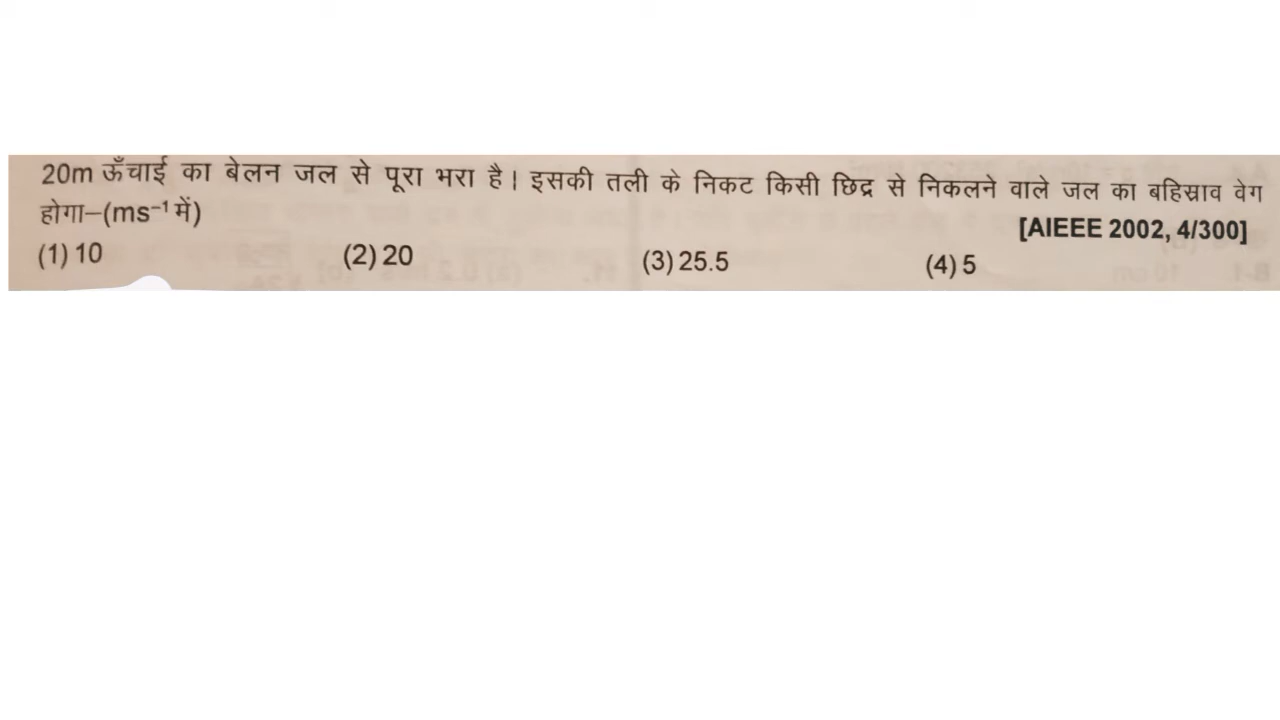 20m ऊँचाई का बेलन जल से पूरा भरा है। इसकी तली के निकट किसी छिद्र से निकलने वाले जल का बहिस्राव वेग
होगा–(ms⁻¹ में)
[AIEEE 2002, 4/300]
(1) 10 (2) 20 (3) 25.5 (4) 5